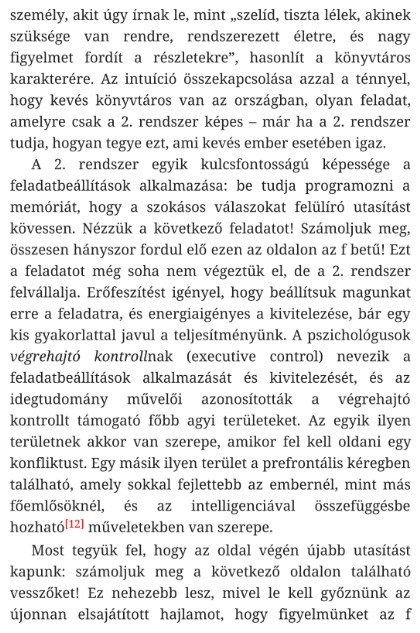 személy, akit úgy írnak le, mint „szelíd, tiszta lélek, akinek
szüksége van rendre, rendszerezett életre, és nagy
figyelmet fordít a részletekre”, hasonlít a könyvtáros
karakterére. Az intuíció összekapcsolása azzal a ténnyel,
hogy kevés könyvtáros van az országban, olyan feladat,
amelyre csak a 2. rendszer képes – már ha a 2. rendszer
tudja, hogyan tegye ezt, ami kevés ember esetében igaz.
A 2. rendszer egyik kulcsfontosságú képessége a
feladatbeállítások alkalmazása: be tudja programozni a
memóriát, hogy a szokásos válaszokat felülíró utasítást
kövessen. Nézzük a következő feladatot! Számoljuk meg,
összesen hányszor fordul elő ezen az oldalon az f betű! Ezt
a feladatot még soha nem végeztük el, de a 2. rendszer
felvállalja. Erőfeszítést igényel, hogy beállítsuk magunkat
erre a feladatra, és energiaigényes a kivitelezése, bár egy
kis gyakorlattal javul a teljesítményünk. A pszichológusok
végrehajtó kontrollnak (executive control) nevezik a
feladatbeállítások alkalmazását és kivitelezését, és az
idegtudomány művelői azonosították a végrehajtó
kontrollt támogató főbb agyi területeket. Az egyik ilyen
területnek akkor van szerepe, amikor fel kell oldani egy
konfliktust. Egy másik ilyen terület a prefrontális kéregben
található, amely sokkal fejlettebb az embernél, mint más
főemlősöknél, és az intelligenciával összefüggésbe
hozható[12] műveletekben van szerepe.
Most tegyük fel, hogy az oldal végén újabb utasítást
kapunk: számoljuk meg a következő oldalon található
vesszőket! Ez nehezebb lesz, mivel le kell győznünk az
újonnan elsajátított hajlamot, hogy figyelmünket az f